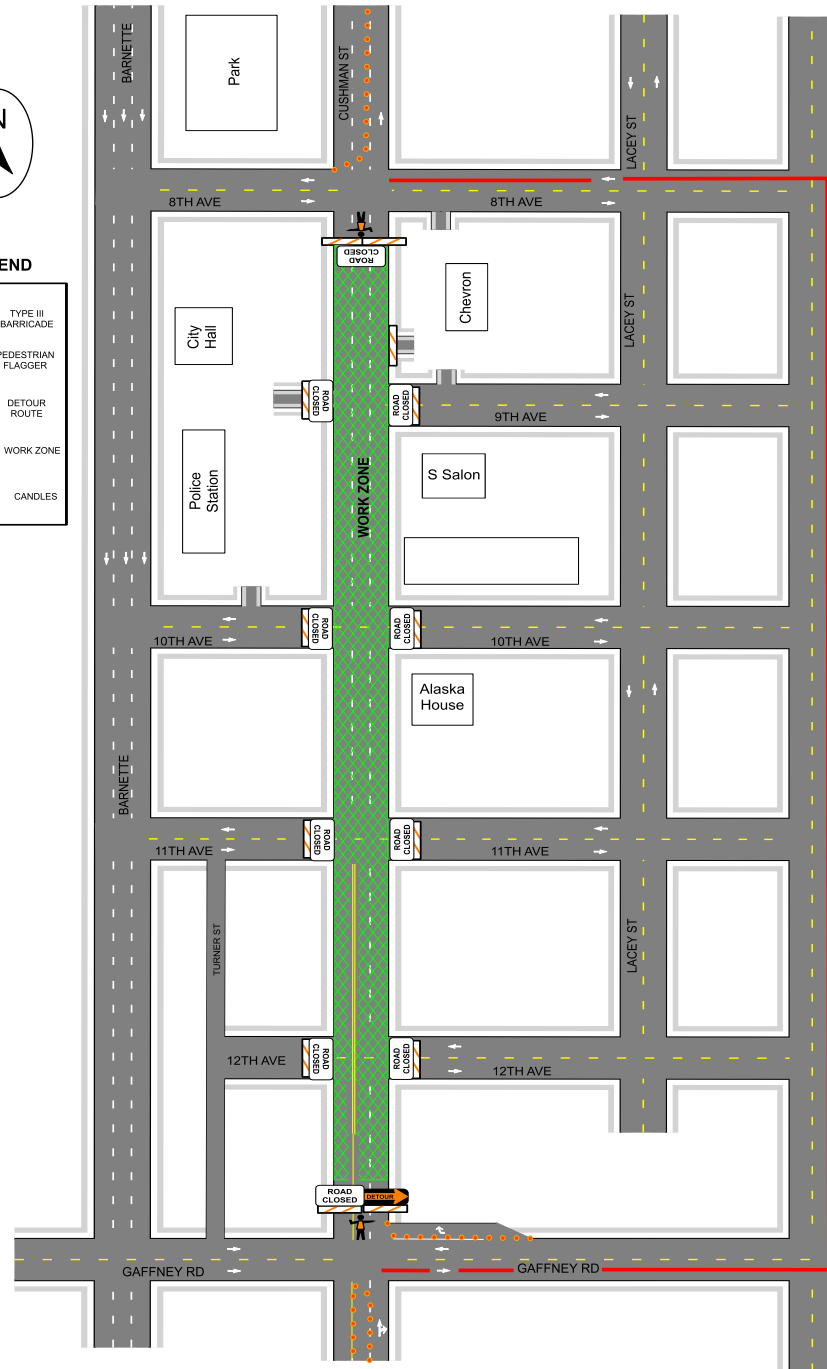 BARNETTE
Park
CUSHMAN ST
LACEY ST
N
8TH AVE
8TH AVE
ROAD
CLOSED
END
TYPE III
BARRICADE
PEDESTRIAN
FLAGGER
DETOUR
ROUTE
WORK ZONE
CANDLES
City
Hall
Chevron
LACEY ST
ROAD
CLOSED
ROAD
CLOSED
9TH AVE
Police
Station
WORK ZONE
S Salon
ROAD
CLOSED
ROAD
CLOSED
10TH AVE
10TH AVE
Alaska
House
BARNETTE
ROAD
CLOSED
ROAD
CLOSED
11TH AVE
11TH AVE
TURNER ST
LACEY ST
ROAD
CLOSED
ROAD
CLOSED
12TH AVE
12TH AVE
ROAD
CLOSED
DETOUR
GAFFNEY RD
GAFFNEY RD